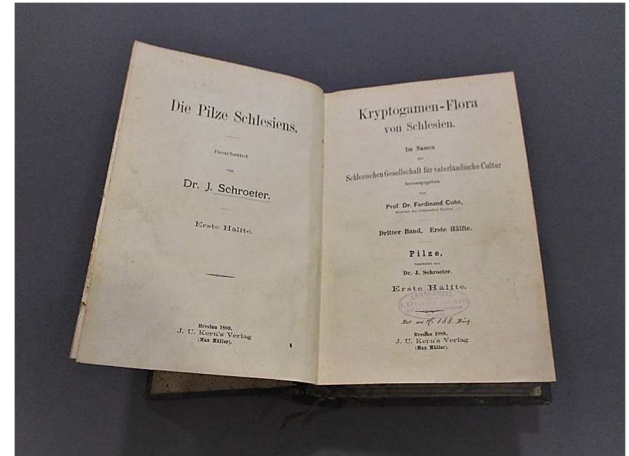 Die Pilze Schlesiens.
Bearbeitet
von
Dr. J. Schroeter.
Erste Hälfte.
Breslau 1889.
J. U. Kern's Verlag
(Max Müller).
Kryptogamen-Flora
von Schlesien.
Im Namen
der
Schlesischen Gesellschaft für vaterländische Cultur
herausgegeben
von
Prof. Dr. Ferdinand Cohn,
Dritter Band, Erste Hälfte.
Pilze,
bearbeitet von
Dr. J. Schroeter.
Erste Hälfte.
Breslau 1889.
J. U. Kern's Verlag
(Max Müller).